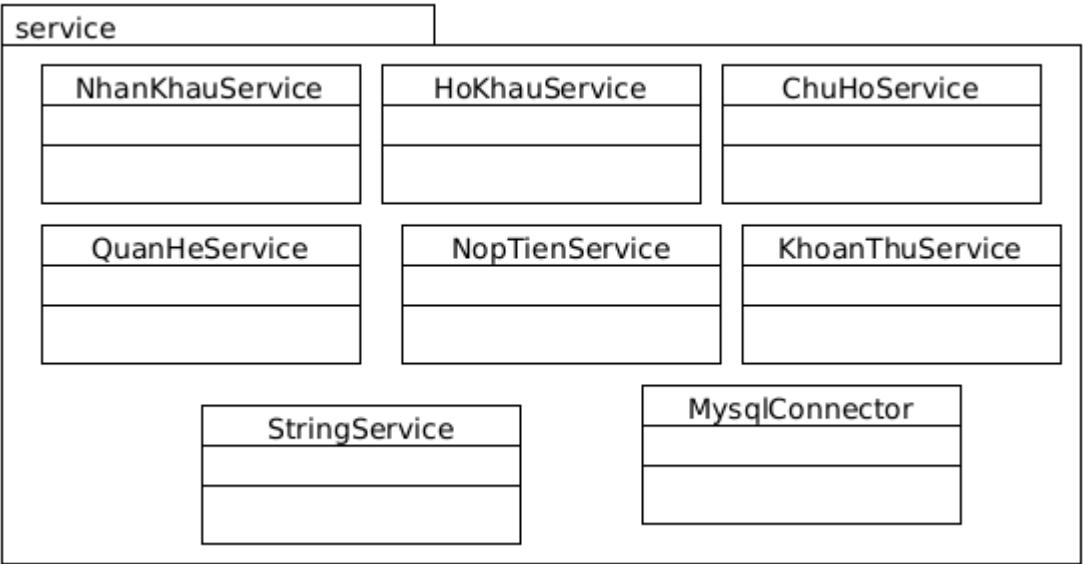 service
NhanKhauService
HoKhauService
ChuHoService
QuanHeService
NopTienService
KhoanThuService
StringService
MysqlConnector